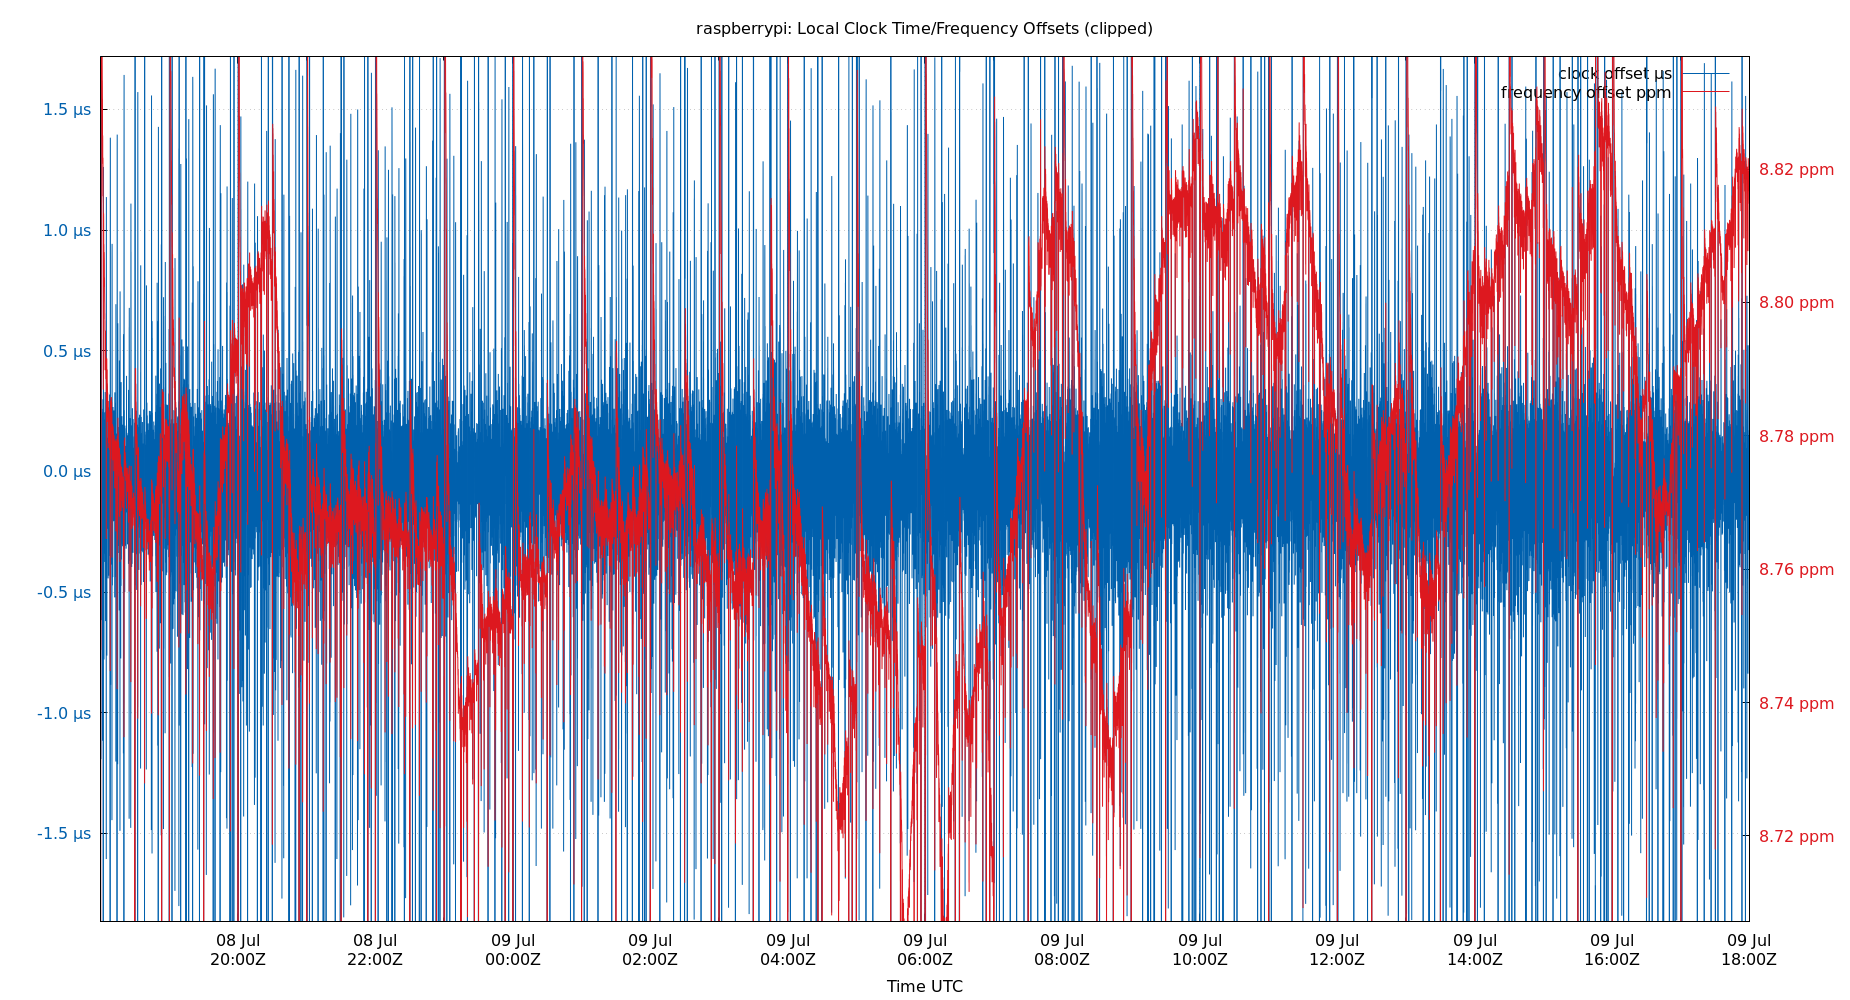 raspberrypi: Local Clock Time/Frequency Offsets (clipped)
clock offset µs
frequency offset ppm
1.5 µs
1.0 µs
0.5 µs
0.0 µs
-0.5 µs
-1.0 µs
-1.5 µs
8.82 ppm
8.80 ppm
8.78 ppm
8.76 ppm
8.74 ppm
8.72 ppm
08 Jul 08 Jul 09 Jul 09 Jul 09 Jul 09 Jul 09 Jul 09 Jul 09 Jul 09 Jul 09 Jul 09 Jul
20:00Z 22:00Z 00:00Z 02:00Z 04:00Z 06:00Z 08:00Z 10:00Z 12:00Z 14:00Z 16:00Z 18:00Z
Time UTC